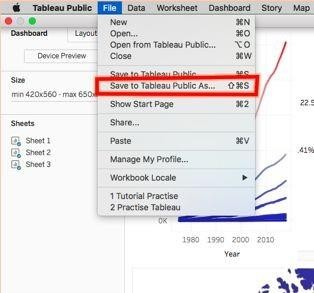 Tableau Public File Data Worksheet Dashboard Story Map
Dashboard Layou
Device Preview
Size
min 420x560 - max 650x
Sheets
Sheet 1
Sheet 2
Sheet 3
New ⌘N
Open... ⌘O
Open from Tableau Public... ⌥O
Close ⌘W
Save to Tableau Public ⌘S
Save to Tableau Public As... ⇧⌘S
Show Start Page ⌘2
Share...
Paste ⌘V
Manage My Profile...
Workbook Locale
1 Tutorial Practise
2 Practise Tableau
22.5
.41%
0K
1980 1990 2000 2010
Year